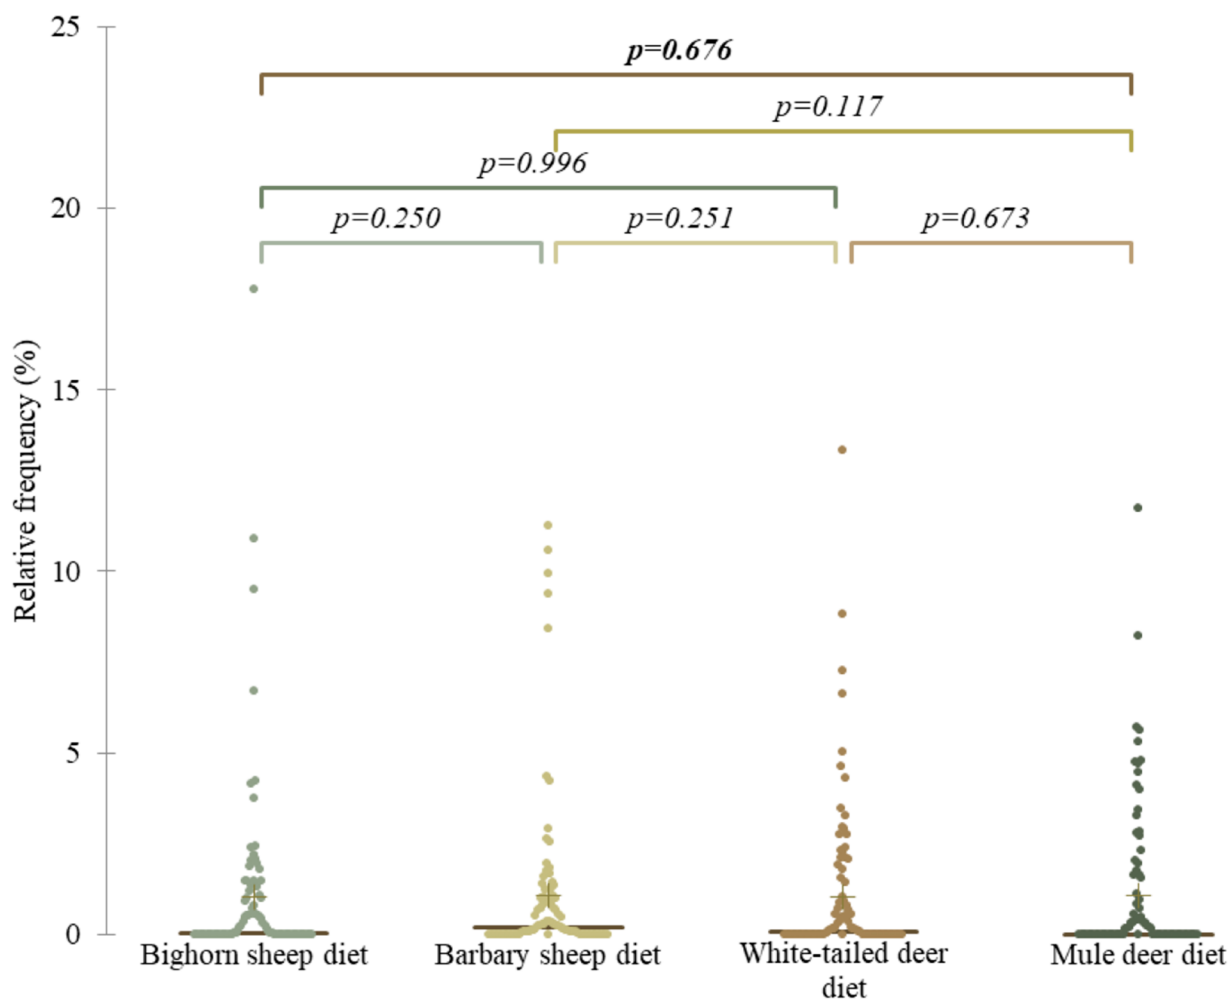 25
p=0.676
p=0.117
p=0.996
20
p=0.250
p=0.251
p=0.673
15
Relative frequency (%)
10
5
0
Bighorn sheep diet
Barbary sheep diet
White-tailed deer
diet
Mule deer diet